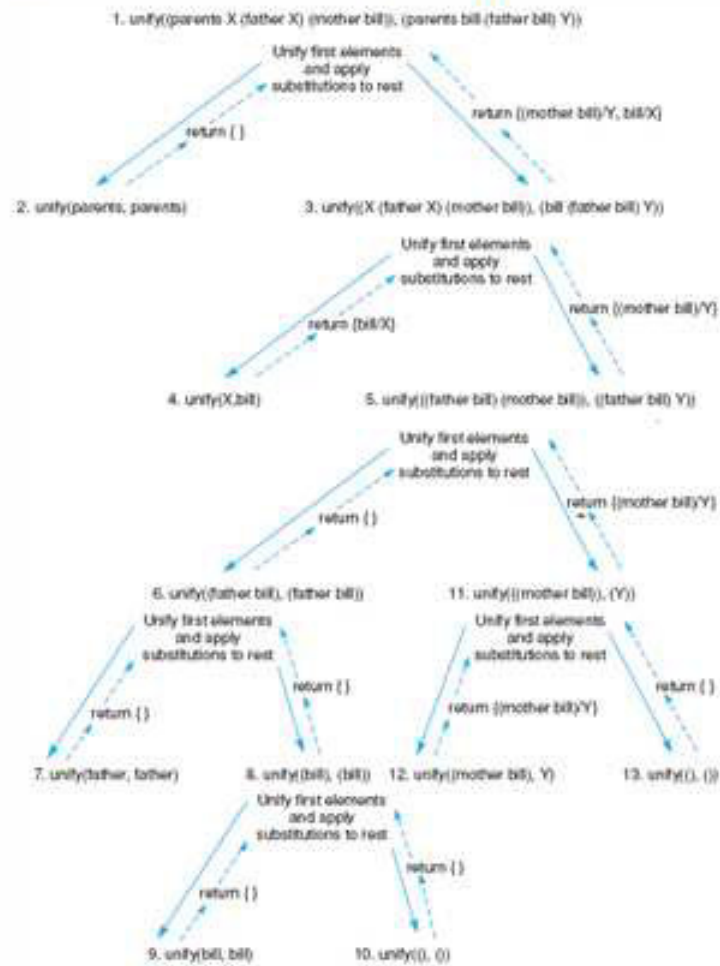 1. unify((parents X (father X) (mother bill)), (parents bill (father bill) Y))
Unify first elements
and apply
substitutions to rest
return { }
return {(mother bill)/Y, bill/X}
2. unify(parents, parents)
3. unify((X (father X) (mother bill)), (bill (father bill) Y))
Unify first elements
and apply
substitutions to rest
return {bill/X}
return {(mother bill)/Y}
4. unify(X,bill)
5. unify(((father bill) (mother bill)), ((father bill) Y))
Unify first elements
and apply
substitutions to rest
return { }
return {(mother bill)/Y}
6. unify((father bill), (father bill))
11. unify(((mother bill)), (Y))
Unify first elements
and apply
substitutions to rest
Unify first elements
and apply
substitutions to rest
return { }
return { }
return {(mother bill)/Y}
return { }
7. unify(father, father)
8. unify((bill), (bill))
12. unify((mother bill), Y)
13. unify((), ())
Unify first elements
and apply
substitutions to rest
return { }
return { }
9. unify(bill, bill)
10. unify((), ())